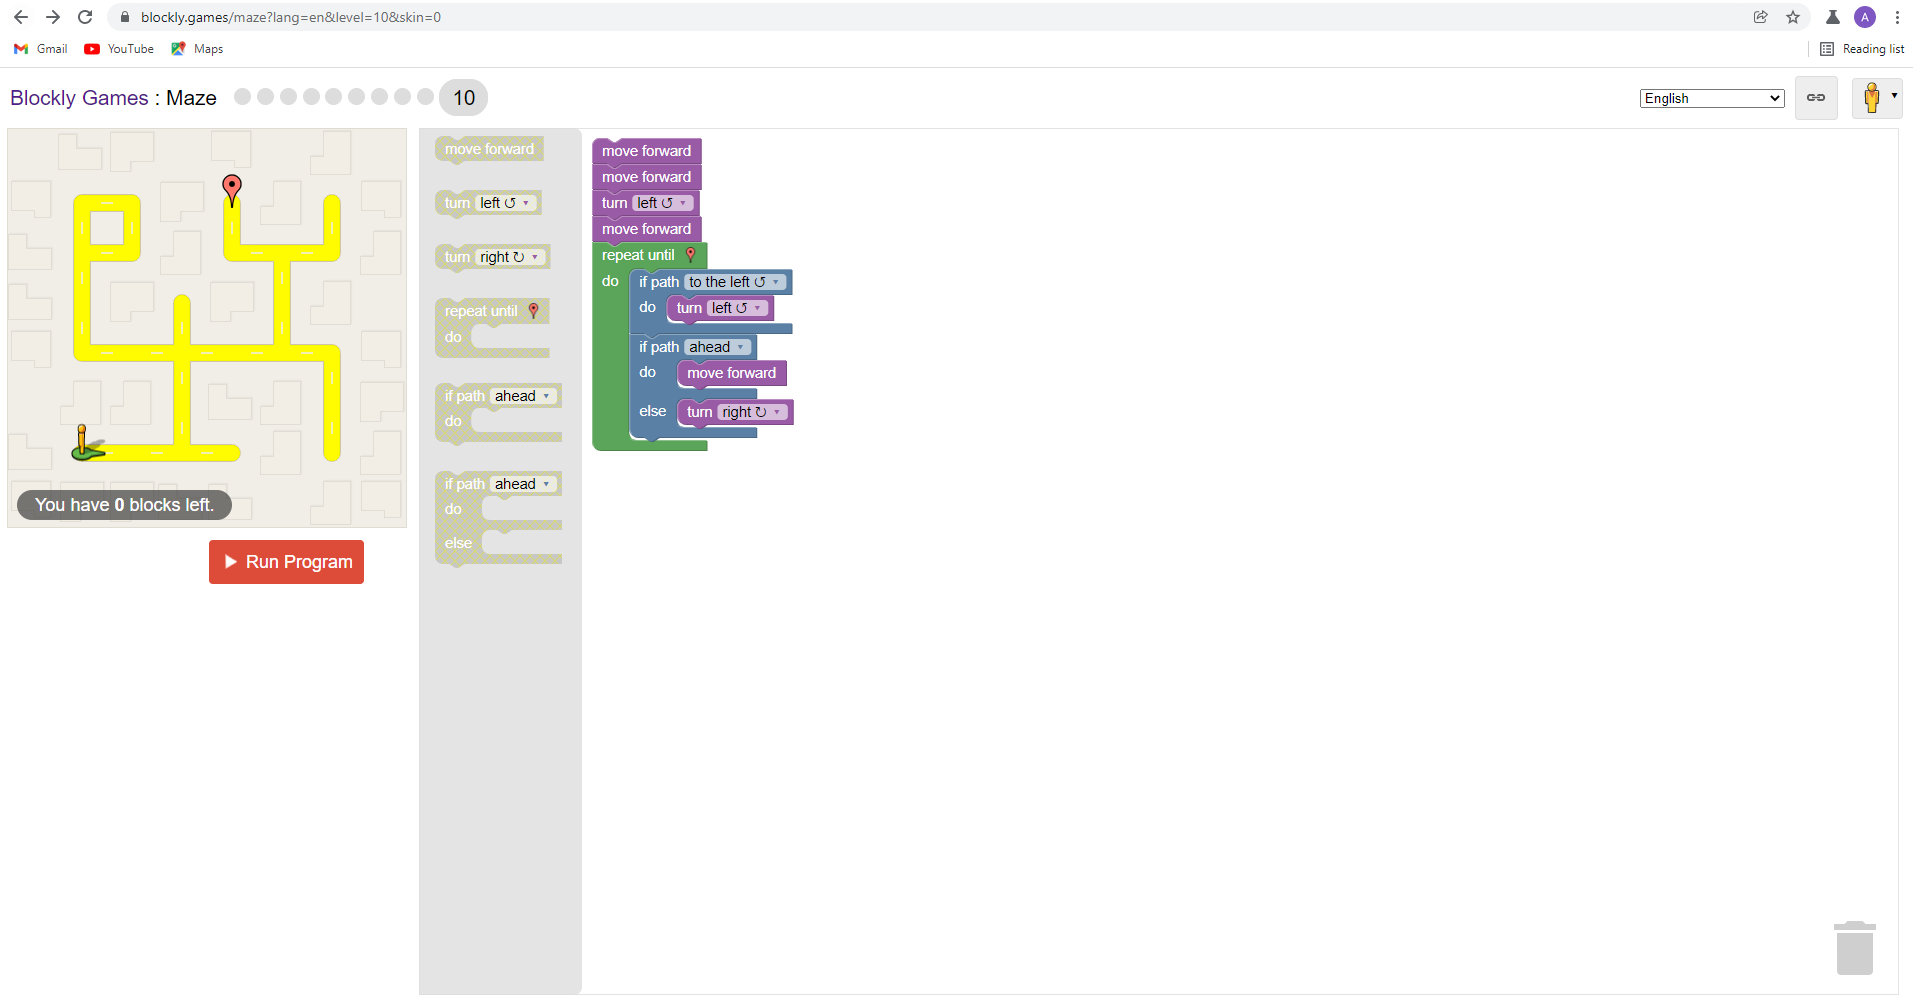 blockly.games/maze?lang=en&level=10&skin=0
A
Gmail YouTube Maps Reading list
Blockly Games : Maze 10 English
You have 0 blocks left.
Run Program
move forward
turn left ↺
turn right ↻
repeat until
do
if path ahead
do
if path ahead
do
else
move forward
move forward
turn left ↺
move forward
repeat until
do if path to the left ↺
do turn left ↺
if path ahead
do move forward
else turn right ↻